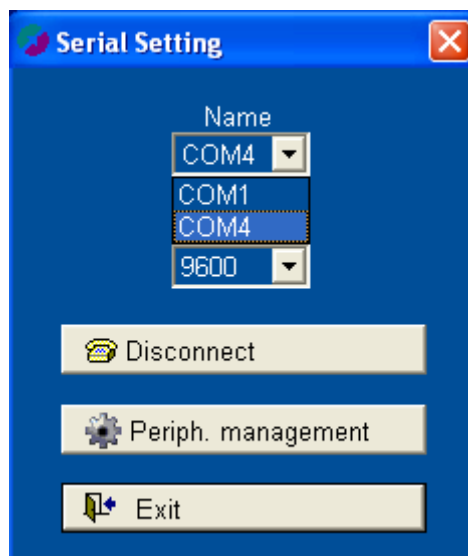 Serial Setting
Name
COM4
COM1
COM4
9600
Disconnect
Periph. management
Exit